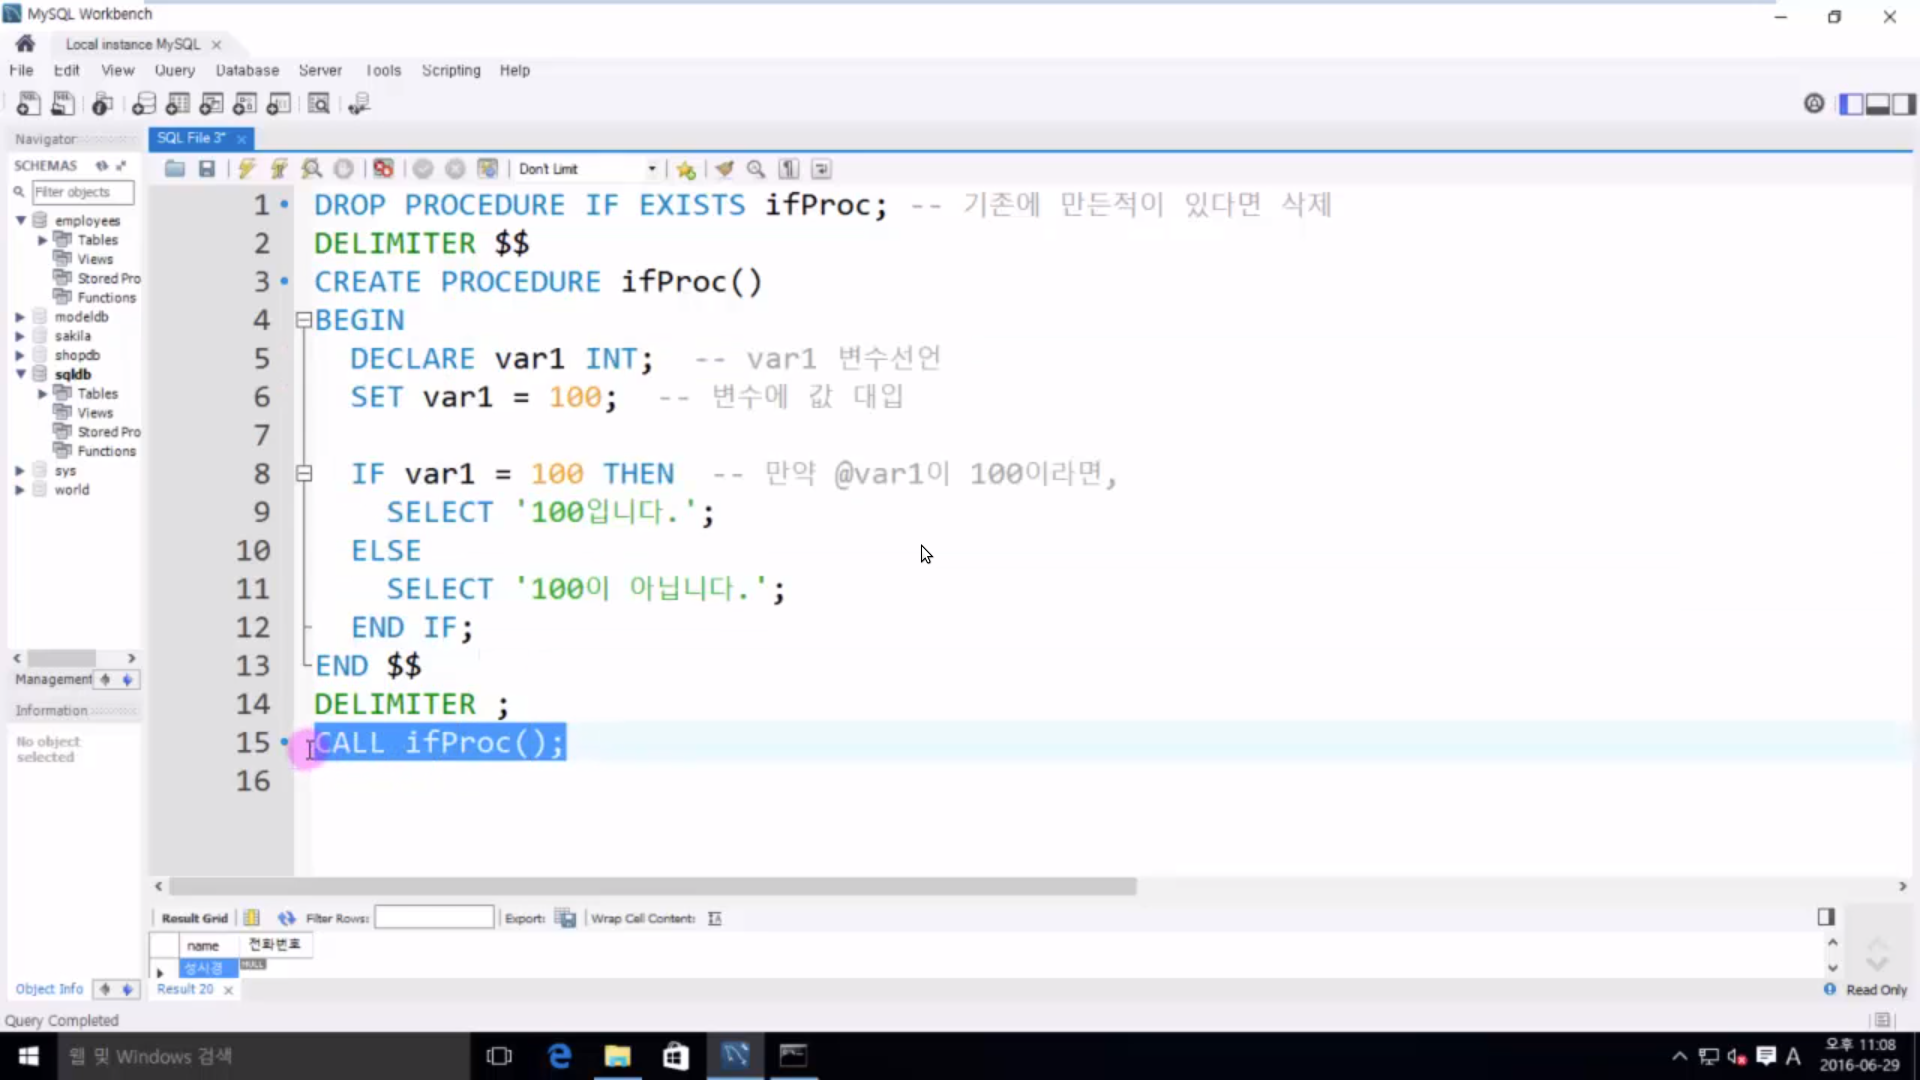 MySQL Workbench
Local instance MySQL
File Edit View Query Database Server Tools Scripting Help
Navigator
SQL File 3*
SCHEMAS
Don't Limit
Filter objects
employees
Tables
Views
Stored Pro
Functions
modeldb
sakila
shopdb
sqldb
Tables
Views
Stored Pro
Functions
sys
world
Management
Information
No object
selected
1 DROP PROCEDURE IF EXISTS ifProc; -- 기존에 만든적이 있다면 삭제
2 DELIMITER $$
3 CREATE PROCEDURE ifProc()
4 BEGIN
5 DECLARE var1 INT; -- var1 변수선언
6 SET var1 = 100; -- 변수에 값 대입
7
8 IF var1 = 100 THEN -- 만약 @var1이 100이라면,
9 SELECT '100입니다.';
10 ELSE
11 SELECT '100이 아닙니다.';
12 END IF;
13 END $$
14 DELIMITER ;
15 CALL ifProc();
16
Result Grid Filter Rows: Export: Wrap Cell Content:
name 전화번호
성시경 NULL
Object Info Result 20 Read Only
Query Completed
웹 및 Windows 검색
A 오후 11:08
2016-06-29